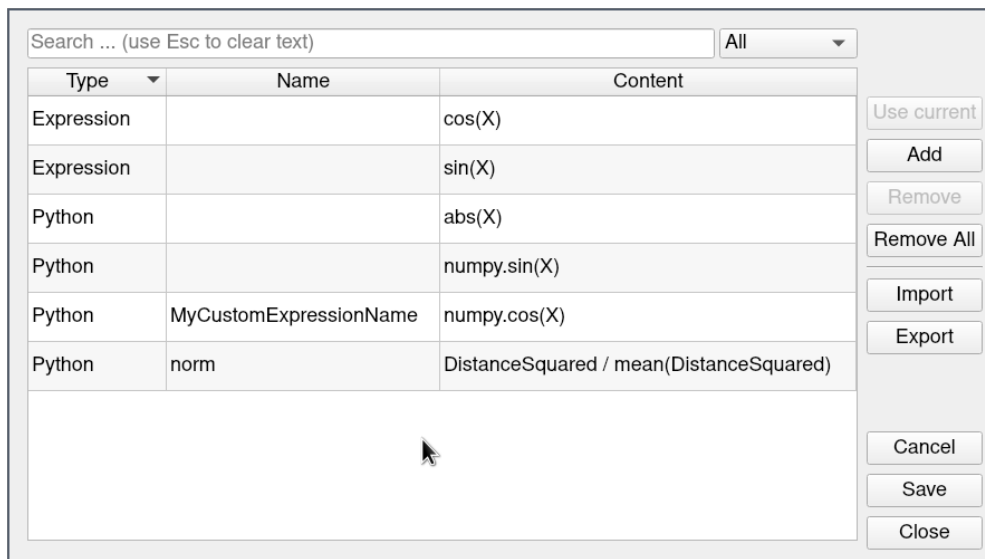 Search ... (use Esc to clear text)
All
Type Name Content
Expression cos(X)
Expression sin(X)
Python abs(X)
Python numpy.sin(X)
Python MyCustomExpressionName numpy.cos(X)
Python norm DistanceSquared / mean(DistanceSquared)
Use current
Add
Remove
Remove All
Import
Export
Cancel
Save
Close